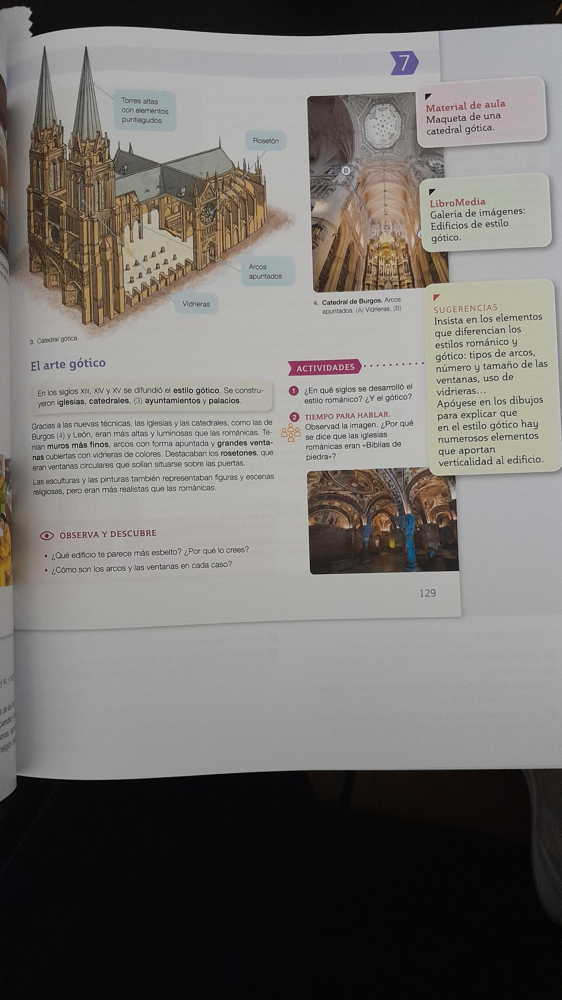 7
Torres altas
con elementos
puntiagudos
Rosetón
Arcos
apuntados
Vidrieras
3. Catedral gótica.
B
4. Catedral de Burgos. Arcos
apuntados. (A) Vidrieras. (B)
Material de aula
Maqueta de una
catedral gótica.
LibroMedia
Galería de imágenes:
Edificios de estilo
gótico.
SUGERENCIAS
Insista en los elementos
que diferencian los
estilos románico y
gótico: tipos de arcos,
número y tamaño de las
ventanas, uso de
vidrieras...
Apóyese en los dibujos
para explicar que
en el estilo gótico hay
numerosos elementos
que aportan
verticalidad al edificio.
El arte gótico
En los siglos XIII, XIV y XV se difundió el estilo gótico. Se constru-
yeron iglesias, catedrales, (3) ayuntamientos y palacios.
Gracias a las nuevas técnicas, las iglesias y las catedrales, como las de
Burgos (4) y León, eran más altas y luminosas que las románicas. Te-
nían muros más finos, arcos con forma apuntada y grandes venta-
nas cubiertas con vidrieras de colores. Destacaban los rosetones, que
eran ventanas circulares que solían situarse sobre las puertas.
Las esculturas y las pinturas también representaban figuras y escenas
religiosas, pero eran más realistas que las románicas.
OBSERVA Y DESCUBRE
• ¿Qué edificio te parece más esbelto? ¿Por qué lo crees?
• ¿Cómo son los arcos y las ventanas en cada caso?
ACTIVIDADES
1 ¿En qué siglos se desarrolló el
estilo románico? ¿Y el gótico?
2 TIEMPO PARA HABLAR.
Observad la imagen. ¿Por qué
se dice que las iglesias
románicas eran «Biblias de
piedra»?
129